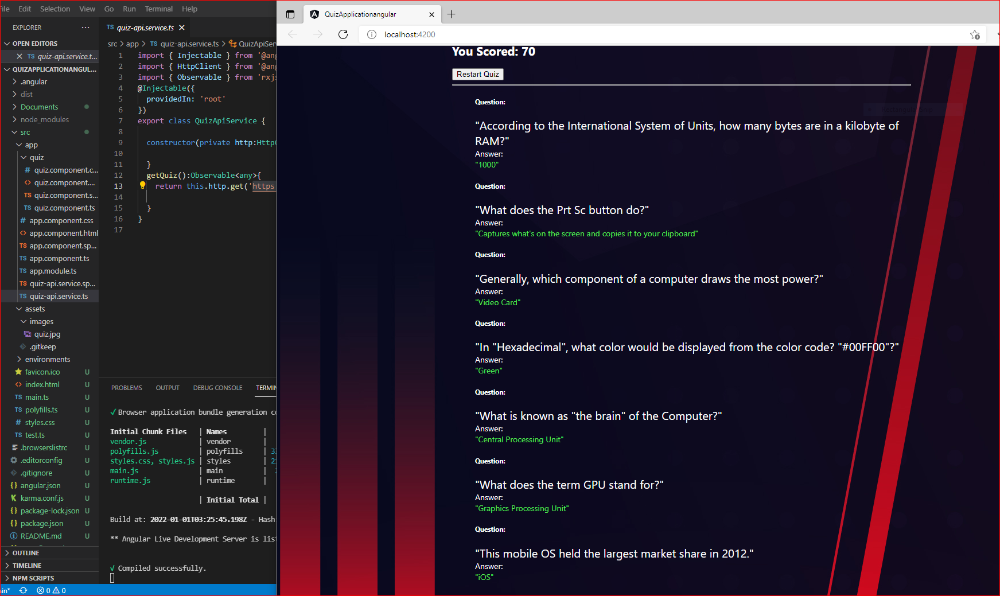 File Edit Selection View Go Run Terminal Help
EXPLORER ···
OPEN EDITORS
TS quiz-api.service.t...
QUIZAPPLICATIONANGUL...
.angular
dist
Documents
node_modules
src
app
quiz
# quiz.component.c...
<> quiz.component....
TS quiz.component.s...
TS quiz.component.ts
# app.component.css
<> app.component.html
TS app.component.sp...
TS app.component.ts
TS app.module.ts
TS quiz-api.service.sp...
TS quiz-api.service.ts
assets
images
quiz.jpg
.gitkeep
environments
favicon.ico U
<> index.html U
TS main.ts U
TS polyfills.ts U
# styles.css U
TS test.ts U
.browserslistrc U
.editorconfig U
.gitignore U
{} angular.json U
K karma.conf.js U
{} package-lock.json U
{} package.json U
README.md U
OUTLINE
TIMELINE
NPM SCRIPTS
in* 0 0
TS quiz-api.service.ts
src > app > TS quiz-api.service.ts > QuizApiSer
1 import { Injectable } from '@ang
2 import { HttpClient } from '@ang
3 import { Observable } from 'rxjs
4 @Injectable({
5 providedIn: 'root'
6 })
7 export class QuizApiService {
8
9 constructor(private http:HttpC
10
11 }
12 getQuiz():Observable<any>{
13 return this.http.get('https
14
15 }
16 }
17
PROBLEMS OUTPUT DEBUG CONSOLE TERMIN
√ Browser application bundle generation co
Initial Chunk Files | Names |
vendor.js | vendor |
polyfills.js | polyfills | 33
styles.css, styles.js | styles | 21
main.js | main |
runtime.js | runtime |
| Initial Total |
Build at: 2022-01-01T03:25:45.198Z - Hash
** Angular Live Development Server is list
√ Compiled successfully.
QuizApplicationangular
localhost:4200
You Scored: 70
Restart Quiz
Question:
"According to the International System of Units, how many bytes are in a kilobyte of
RAM?"
Answer:
"1000"
Question:
"What does the Prt Sc button do?"
Answer:
"Captures what's on the screen and copies it to your clipboard"
Question:
"Generally, which component of a computer draws the most power?"
Answer:
"Video Card"
Question:
"In "Hexadecimal", what color would be displayed from the color code? "#00FF00"?"
Answer:
"Green"
Question:
"What is known as "the brain" of the Computer?"
Answer:
"Central Processing Unit"
Question:
"What does the term GPU stand for?"
Answer:
"Graphics Processing Unit"
Question:
"This mobile OS held the largest market share in 2012."
Answer:
"iOS"